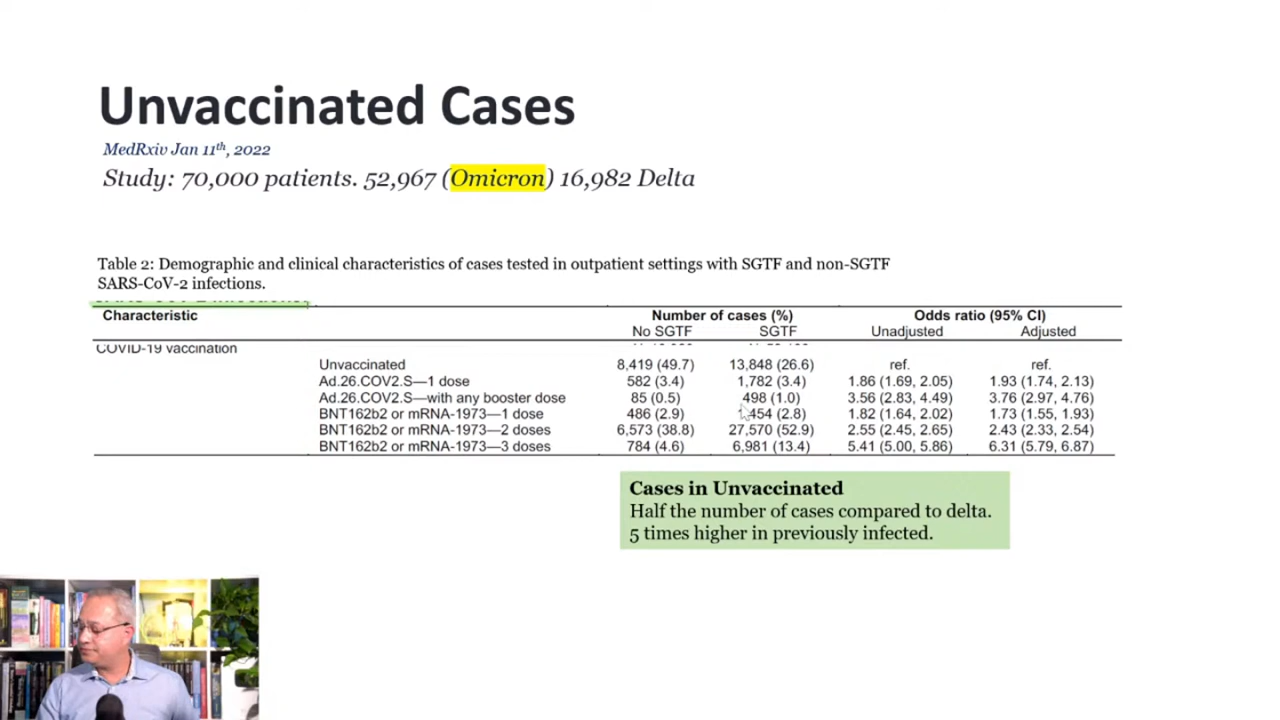 Unvaccinated Cases
MedRxiv Jan 11th, 2022
Study: 70,000 patients. 52,967 (Omicron) 16,982 Delta
Table 2: Demographic and clinical characteristics of cases tested in outpatient settings with SGTF and non-SGTF
SARS-CoV-2 infections.
Characteristic Number of cases (%) Odds ratio (95% CI)
No SGTF SGTF Unadjusted Adjusted
COVID-19 vaccination
Unvaccinated 8,419 (49.7) 13,848 (26.6) ref. ref.
Ad.26.COV2.S—1 dose 582 (3.4) 1,782 (3.4) 1.86 (1.69, 2.05) 1.93 (1.74, 2.13)
Ad.26.COV2.S—with any booster dose 85 (0.5) 498 (1.0) 3.56 (2.83, 4.49) 3.76 (2.97, 4.76)
BNT162b2 or mRNA-1973—1 dose 486 (2.9) 1,454 (2.8) 1.82 (1.64, 2.02) 1.73 (1.55, 1.93)
BNT162b2 or mRNA-1973—2 doses 6,573 (38.8) 27,570 (52.9) 2.55 (2.45, 2.65) 2.43 (2.33, 2.54)
BNT162b2 or mRNA-1973—3 doses 784 (4.6) 6,981 (13.4) 5.41 (5.00, 5.86) 6.31 (5.79, 6.87)
Cases in Unvaccinated
Half the number of cases compared to delta.
5 times higher in previously infected.